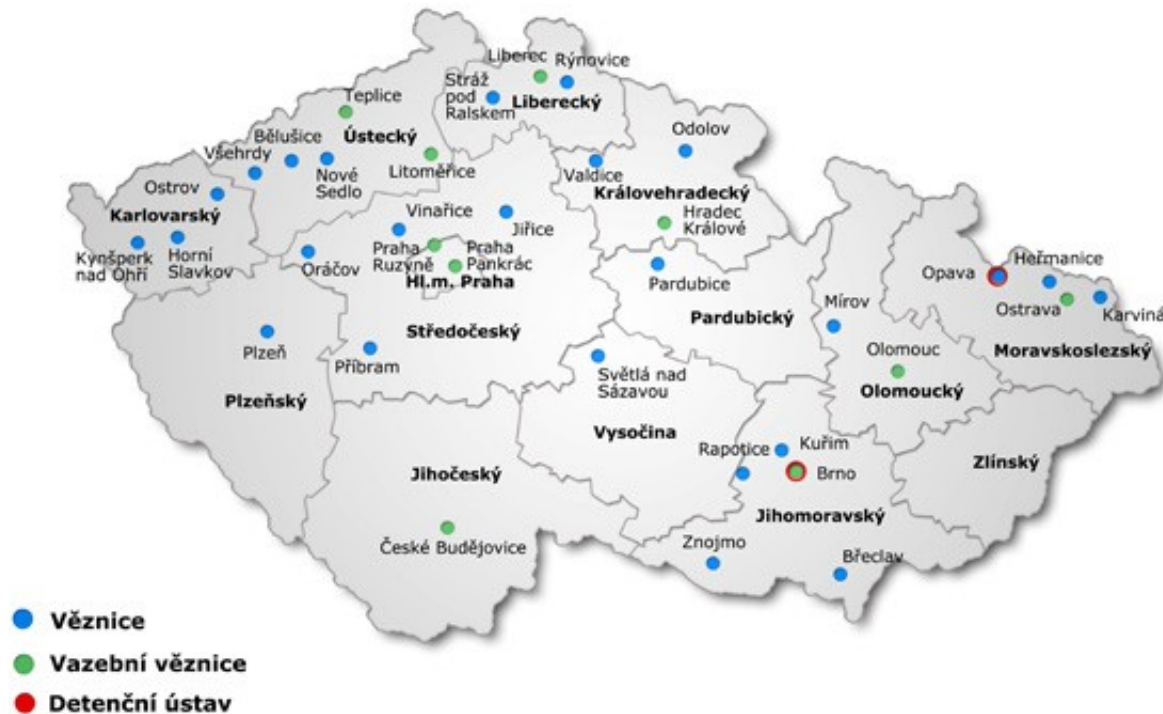 Liberec
Rýnovice
Stráž
pod
Ralskem
Liberecký
Teplice
Ústecký
Bělušice
Všehrdy
Nové
Sedlo
Litoměřice
Odolov
Valdice
Královehradecký
Hradec
Králové
Ostrov
Karlovarský
Kynšperk
nad Ohří
Horní
Slavkov
Vinařice
Jiřice
Praha
Ruzyně
Praha
Pankrác
Hl.m. Praha
Oráčov
Středočeský
Příbram
Plzeň
Plzeňský
Pardubice
Pardubický
Opava
Heřmanice
Ostrava
Karviná
Moravskoslezský
Mírov
Olomouc
Olomoucký
Světlá nad
Sázavou
Vysočina
Rapotice
Kuřim
Brno
Zlínský
Jihočeský
Jihomoravský
České Budějovice
Znojmo
Břeclav
Věznice
Vazební věznice
Detenční ústav